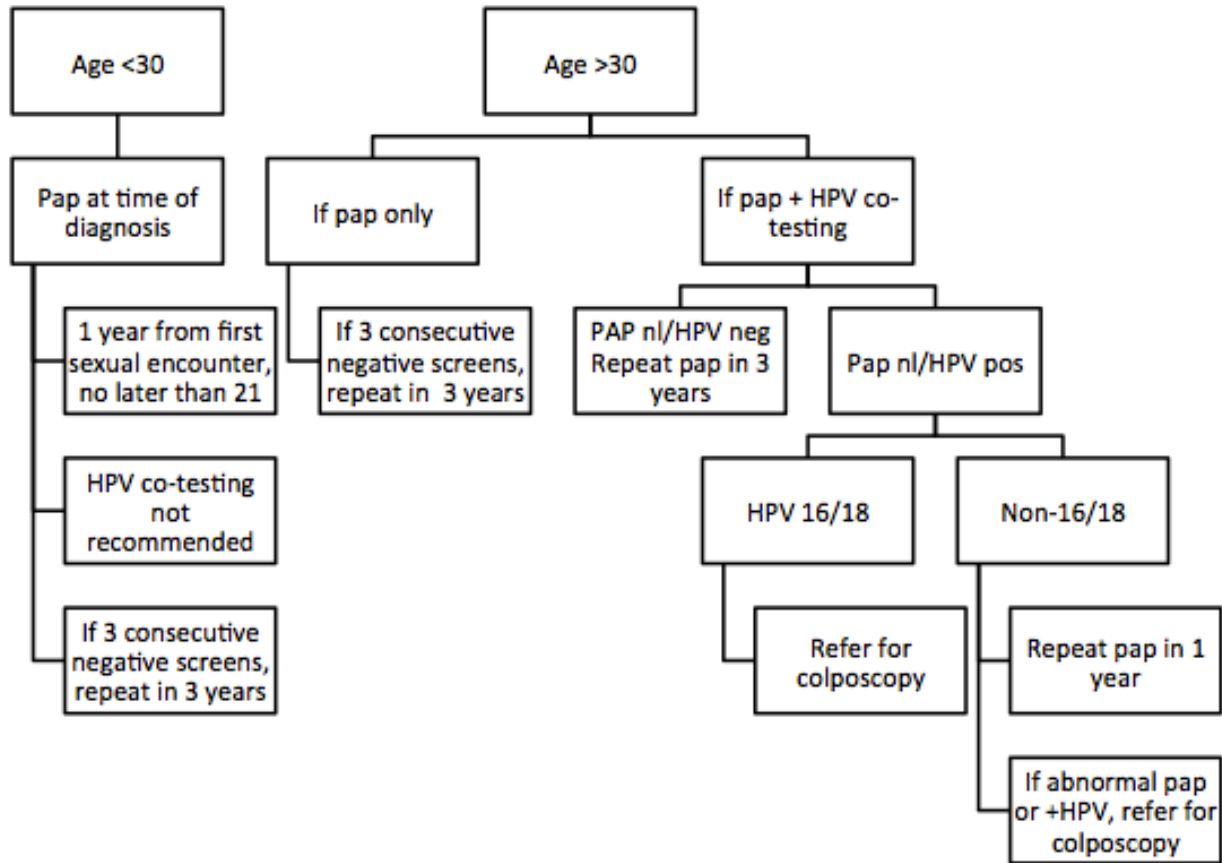 Age <30
Age >30
Pap at time of
diagnosis
If pap only
If pap + HPV co-
testing
1 year from first
sexual encounter,
no later than 21
If 3 consecutive
negative screens,
repeat in  3 years
PAP nl/HPV neg
Repeat pap in 3
years
Pap nl/HPV pos
HPV co-testing
not
recommended
HPV 16/18
Non-16/18
If 3 consecutive
negative screens,
repeat in 3 years
Refer for
colposcopy
Repeat pap in 1
year
If abnormal pap
or +HPV, refer for
colposcopy